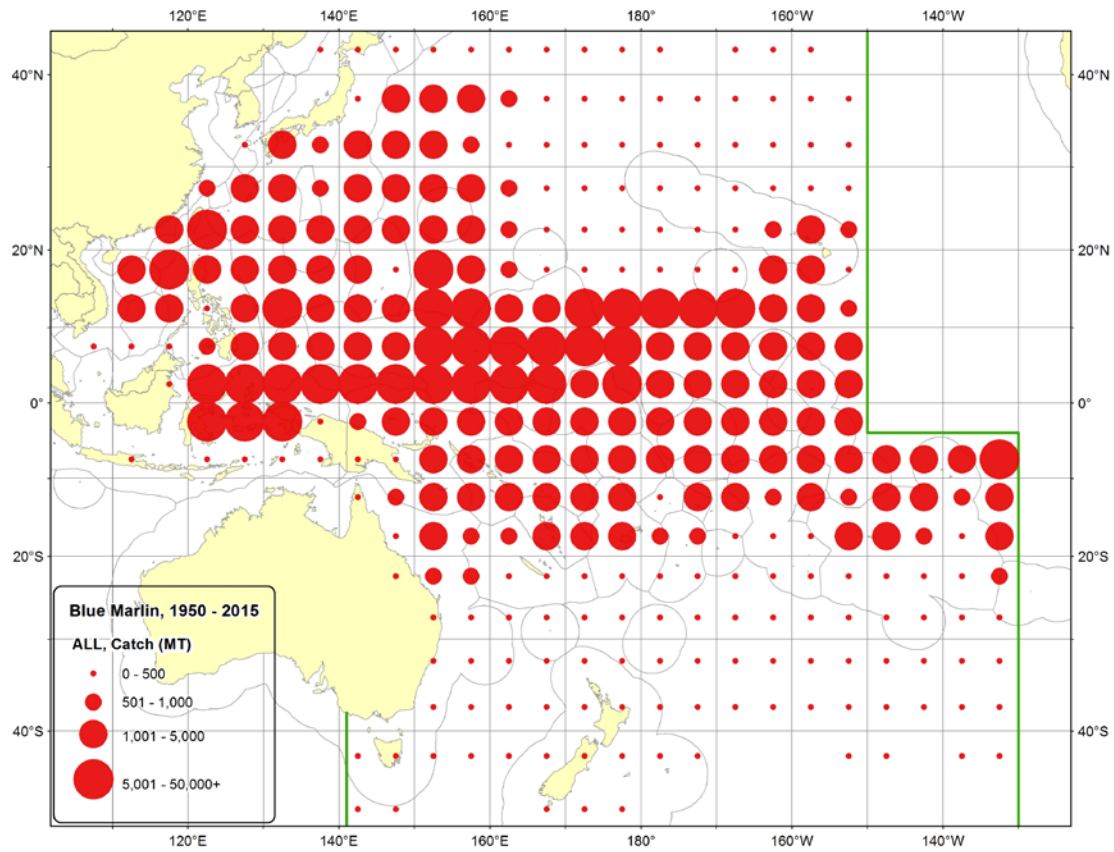 120°E 140°E 160°E 180° 160°W 140°W
40°N 40°N
20°N 20°N
0° 0°
20°S 20°S
Blue Marlin, 1950 - 2015
ALL, Catch (MT)
0 - 500
501 - 1,000
1,001 - 5,000
5,001 - 50,000+
40°S 40°S
120°E 140°E 160°E 180° 160°W 140°W